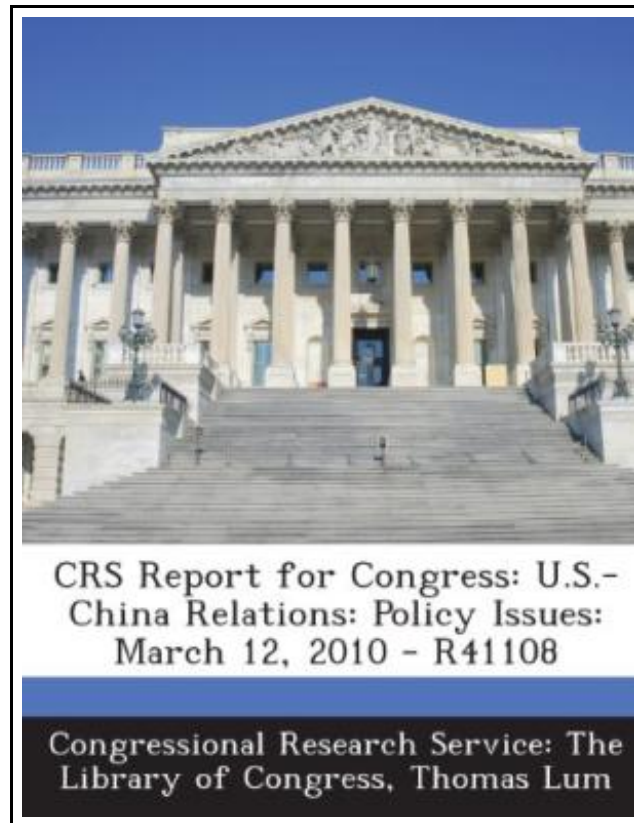 CRS Report for Congress: U.S.-
China Relations: Policy Issues:
March 12, 2010 - R41108
Congressional Research Service: The
Library of Congress, Thomas Lum